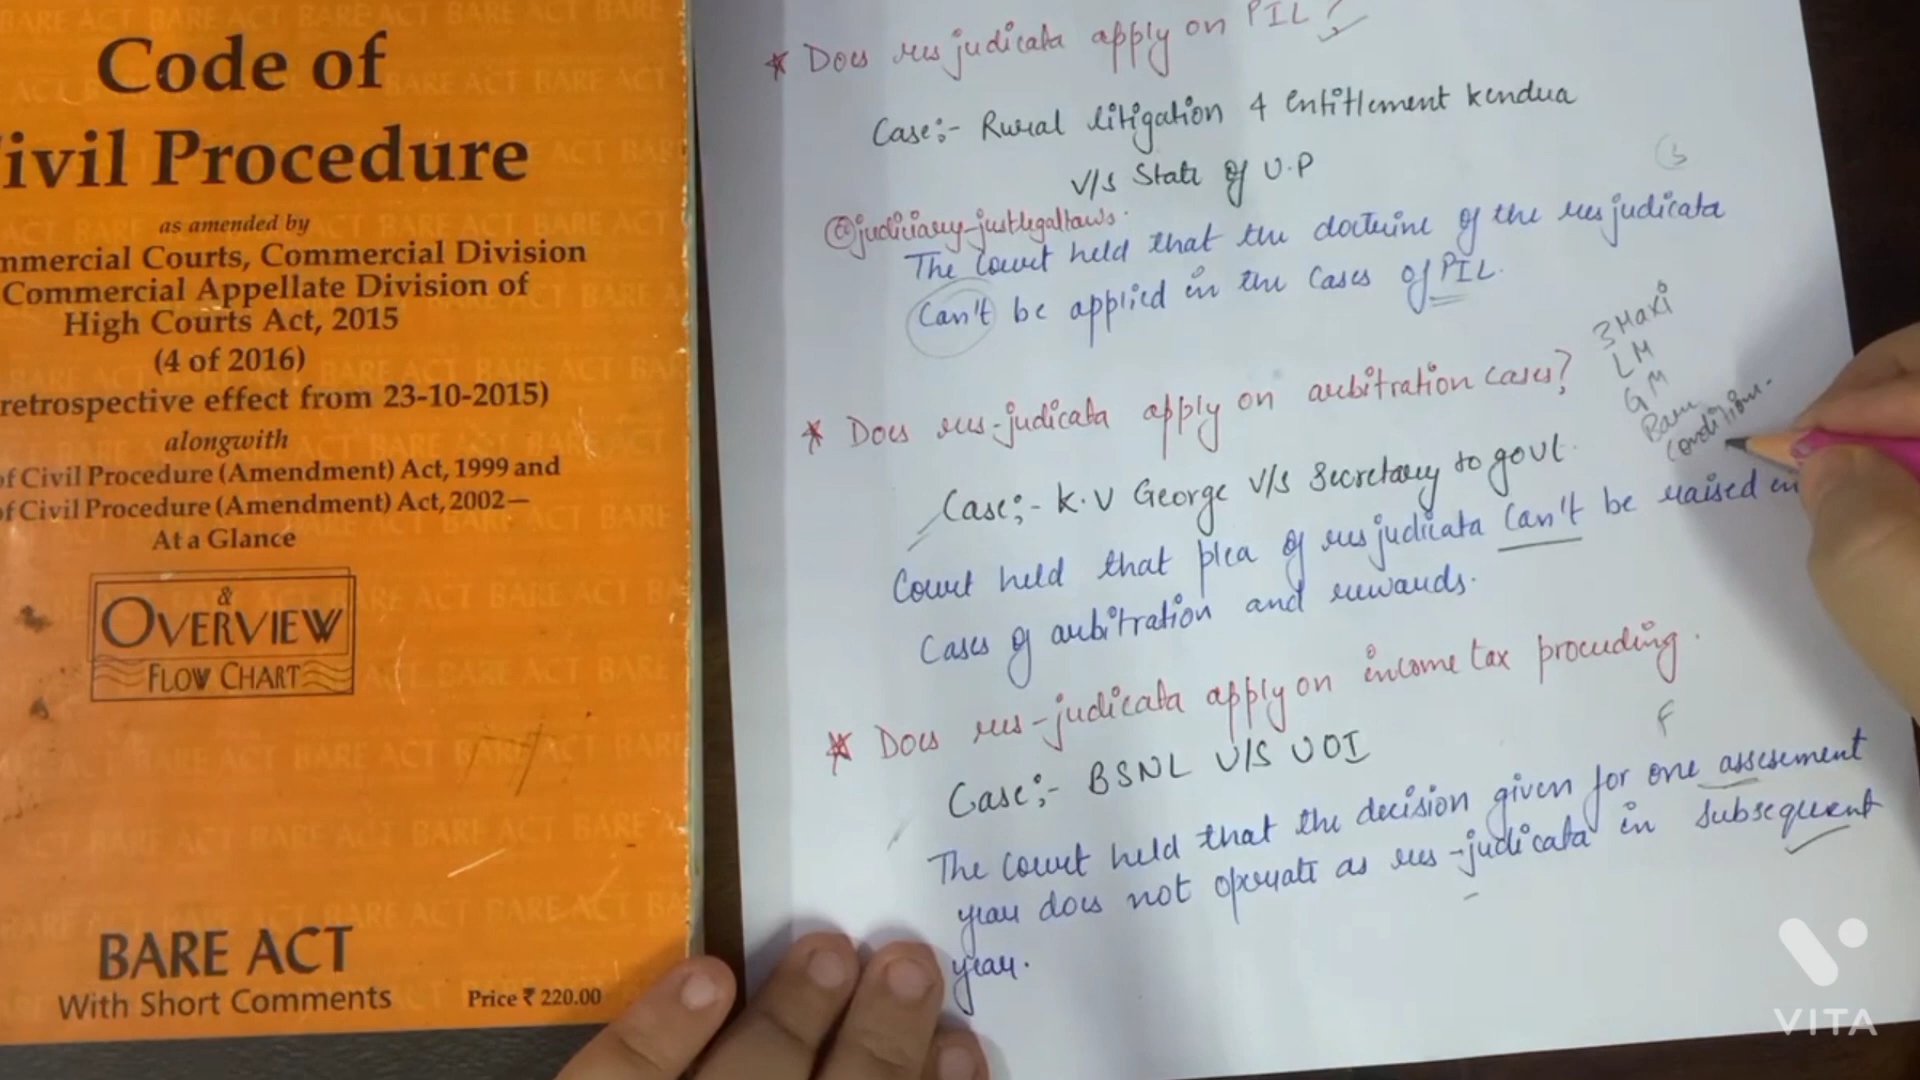 Code of
ivil Procedure
as amended by
mmercial Courts, Commercial Division
Commercial Appellate Division of
High Courts Act, 2015
(4 of 2016)
retrospective effect from 23-10-2015)
alongwith
of Civil Procedure (Amendment) Act, 1999 and
of Civil Procedure (Amendment) Act, 2002—
At a Glance
&
OVERVIEW
FLOW CHART
BARE ACT
With Short Comments
Price ₹ 220.00
* Does res judicata apply on PIL?
Case:- Rural litigation & Entitlement kendua
V/s State of U.P
@judiciary_justlegallaws.
The Court held that the doctrine of the res judicata
Can't be applied in the Cases of PIL.
3 Maxi
LM
GM
Bare
Condition.
* Does res-judicata apply on arbitration cases?
Case:- K.V George V/s Secretary to govt.
Court held that plea of res judicata Can't be raised in
Cases of arbitration and rewards.
* Does res-judicata apply on income tax proceeding.
F
Case:- BSNL V/S UOI
The Court held that the decision given for one assesement
year does not operate as res-judicata in subsequent
year.
VITA